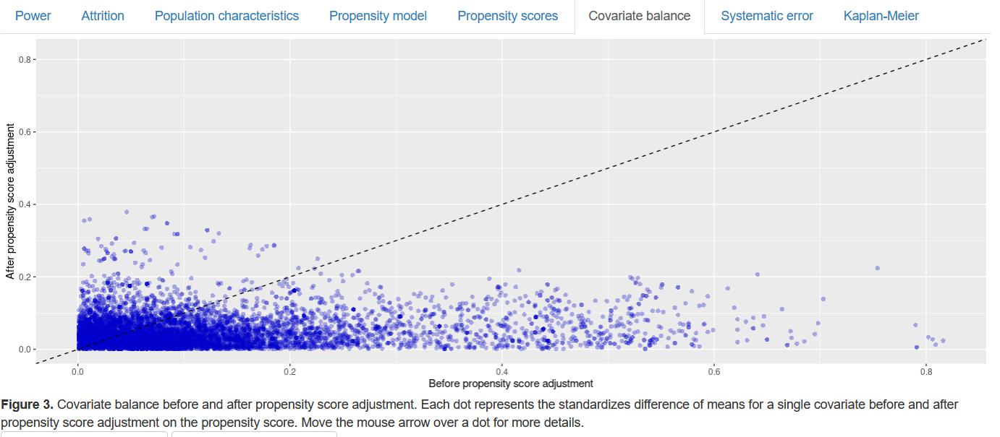 Power Attrition Population characteristics Propensity model Propensity scores Covariate balance Systematic error Kaplan-Meier
After propensity score adjustment
0.8
0.6
0.4
0.2
0.0
0.0 0.2 0.4 0.6 0.8
Before propensity score adjustment
Figure 3. Covariate balance before and after propensity score adjustment. Each dot represents the standardizes difference of means for a single covariate before and after
propensity score adjustment on the propensity score. Move the mouse arrow over a dot for more details.